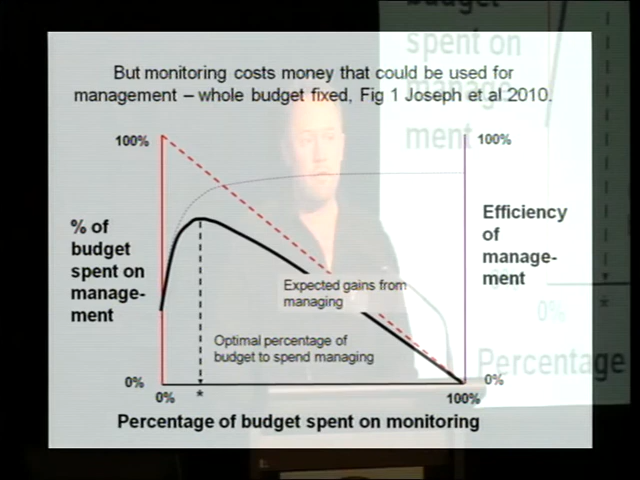 But monitoring costs money that could be used for
management – whole budget fixed, Fig 1 Joseph et al 2010.
100%
100%
% of
budget
spent on
manage-
ment
Efficiency
of
manage-
ment
Expected gains from
managing
Optimal percentage of
budget to spend managing
0%
0%
0%
*
100%
Percentage of budget spent on monitoring
budget
spent on
manage-
ment
0%
*
Percentage